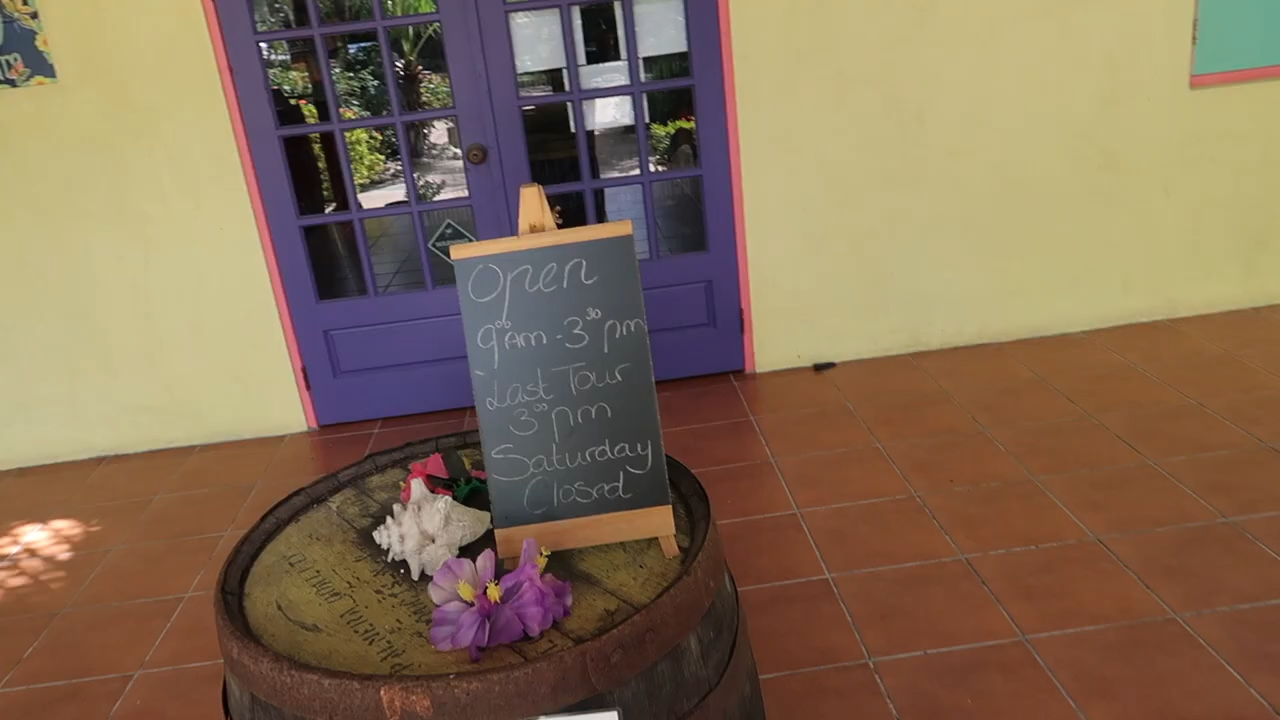 Open
9⁰⁰AM - 3³⁰pm
Last Tour
3⁰⁰pm
Saturday
Closed